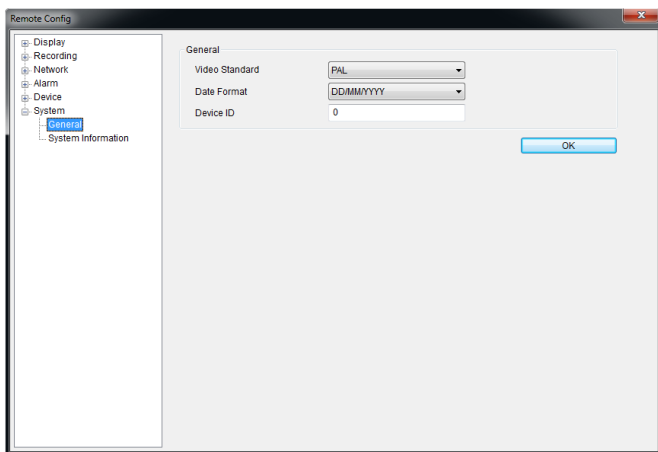 Remote Config
Display
Recording
Network
Alarm
Device
System
General
System Information
General
Video Standard PAL
Date Format DD/MM/YYYY
Device ID 0
OK